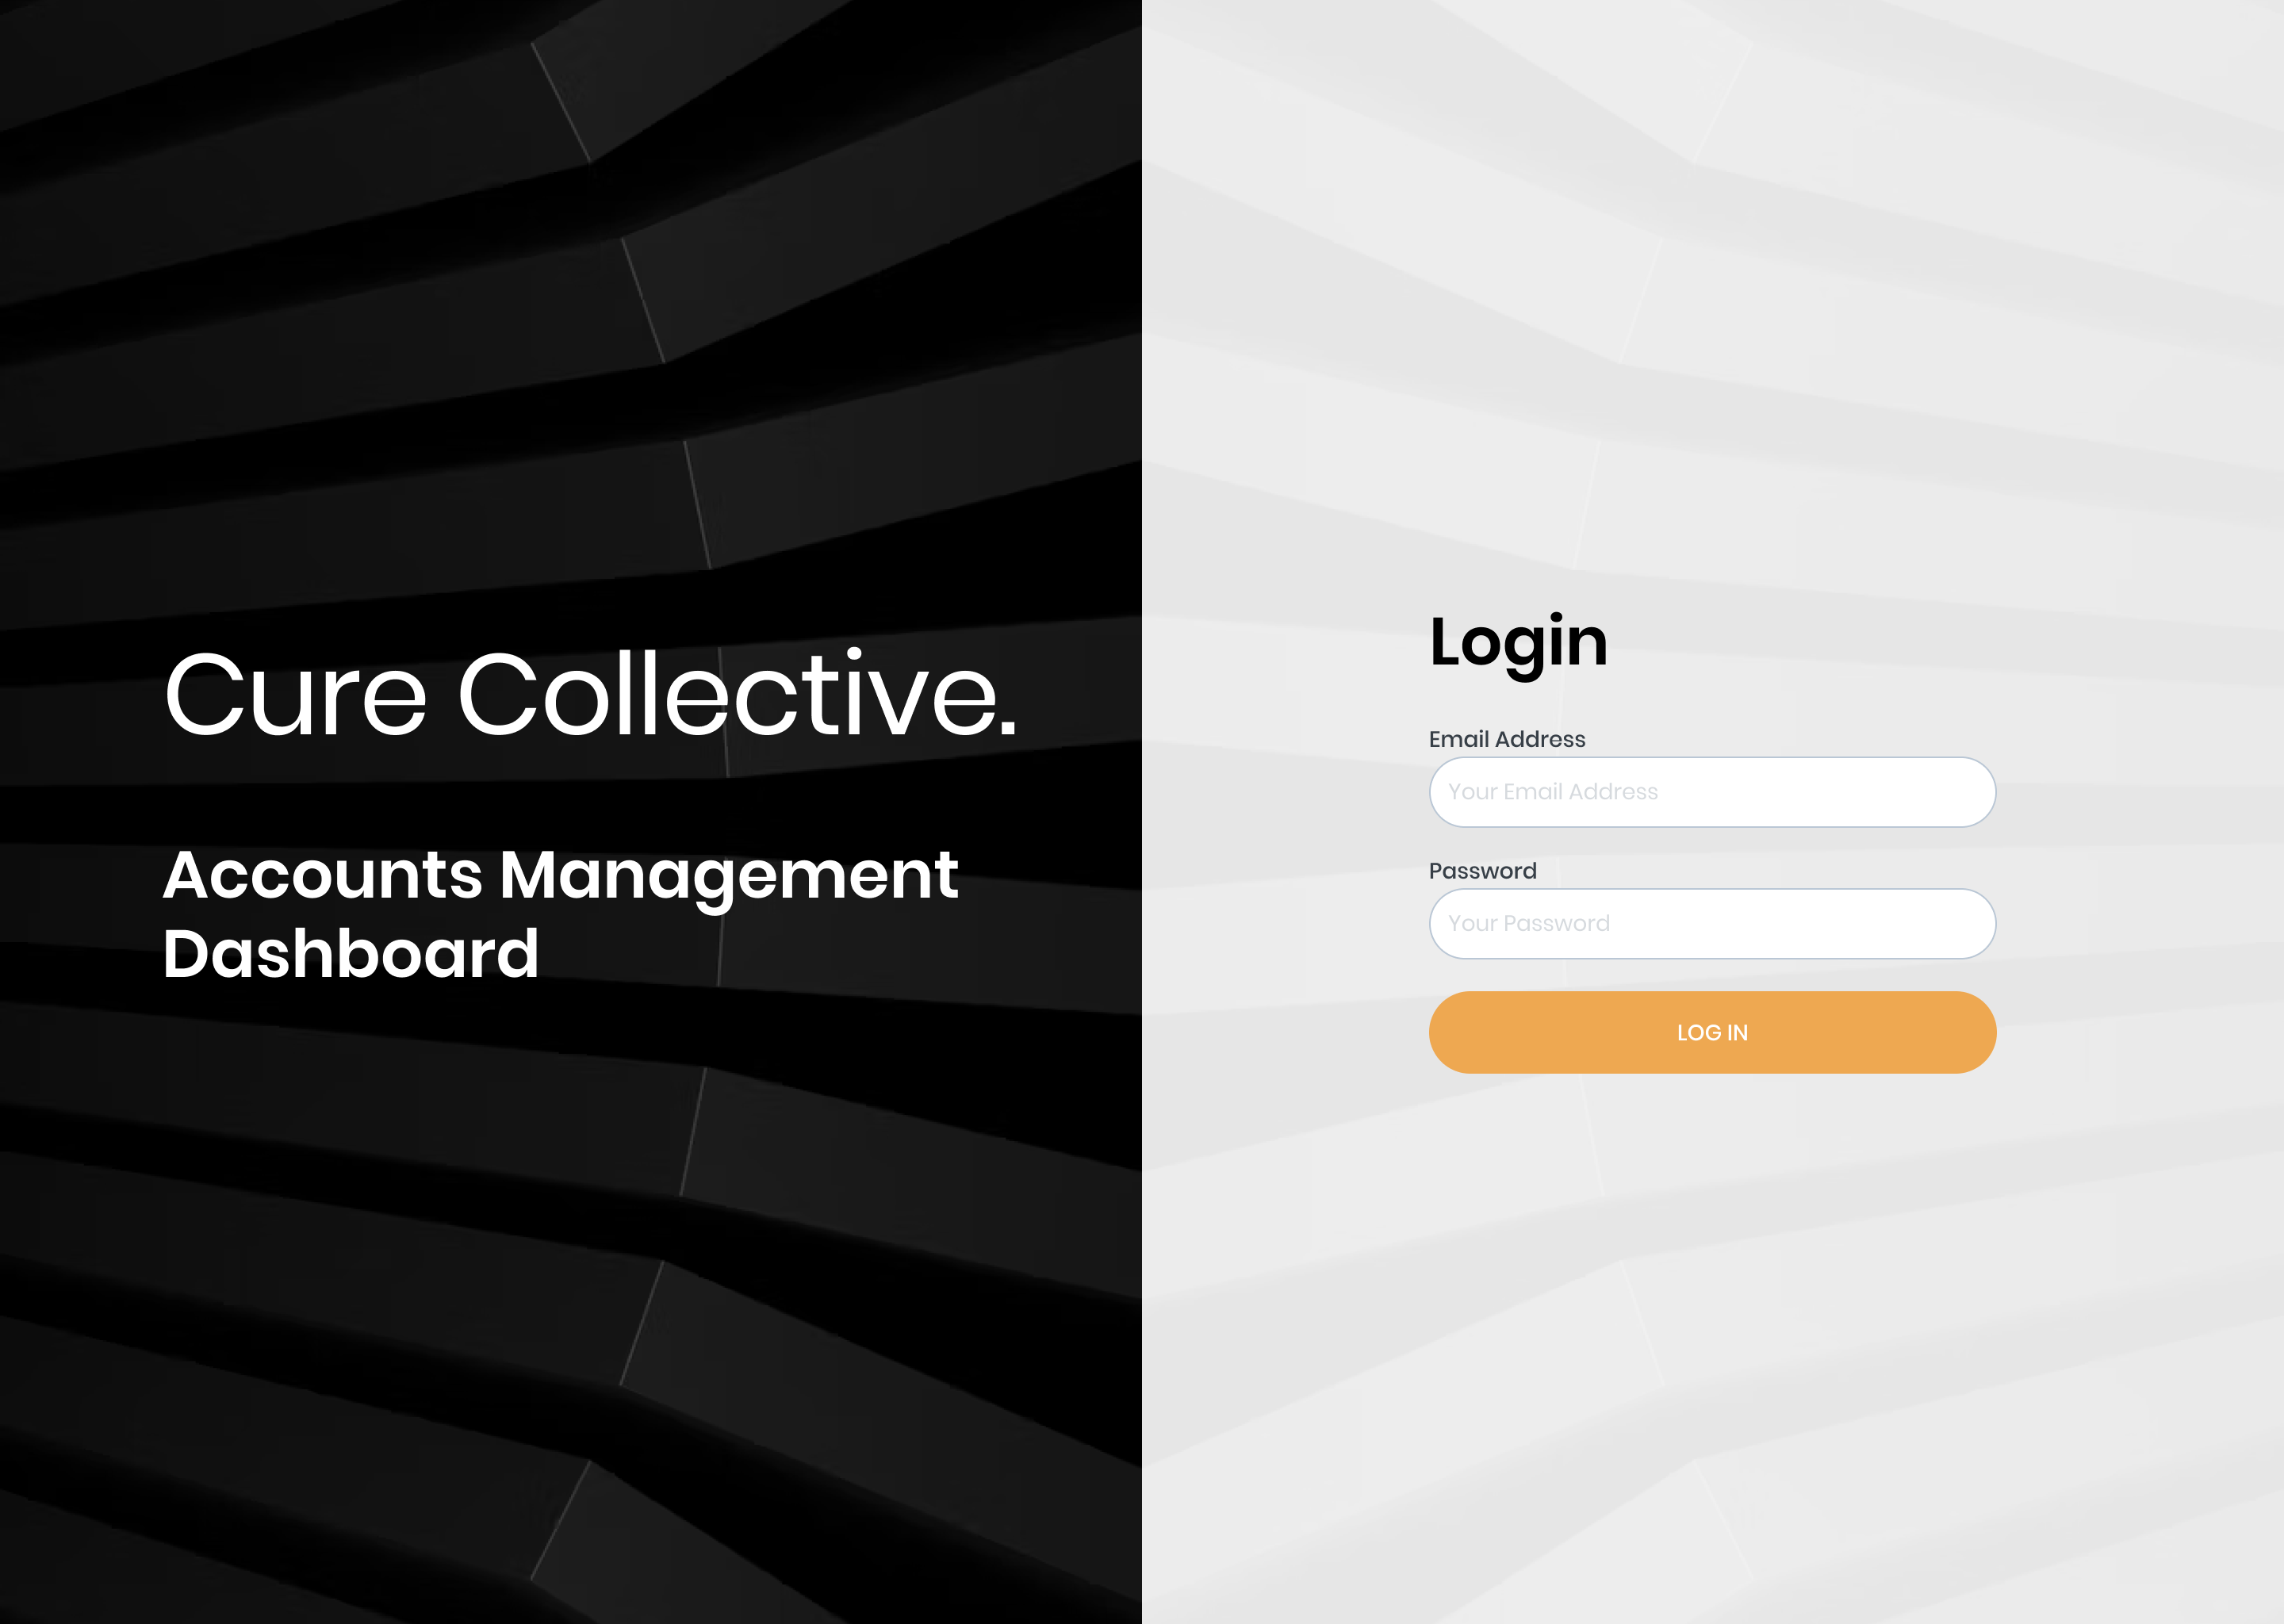 Cure Collective.
Accounts Management
Dashboard
Login
Email Address
Your Email Address
Password
Your Password
LOG IN